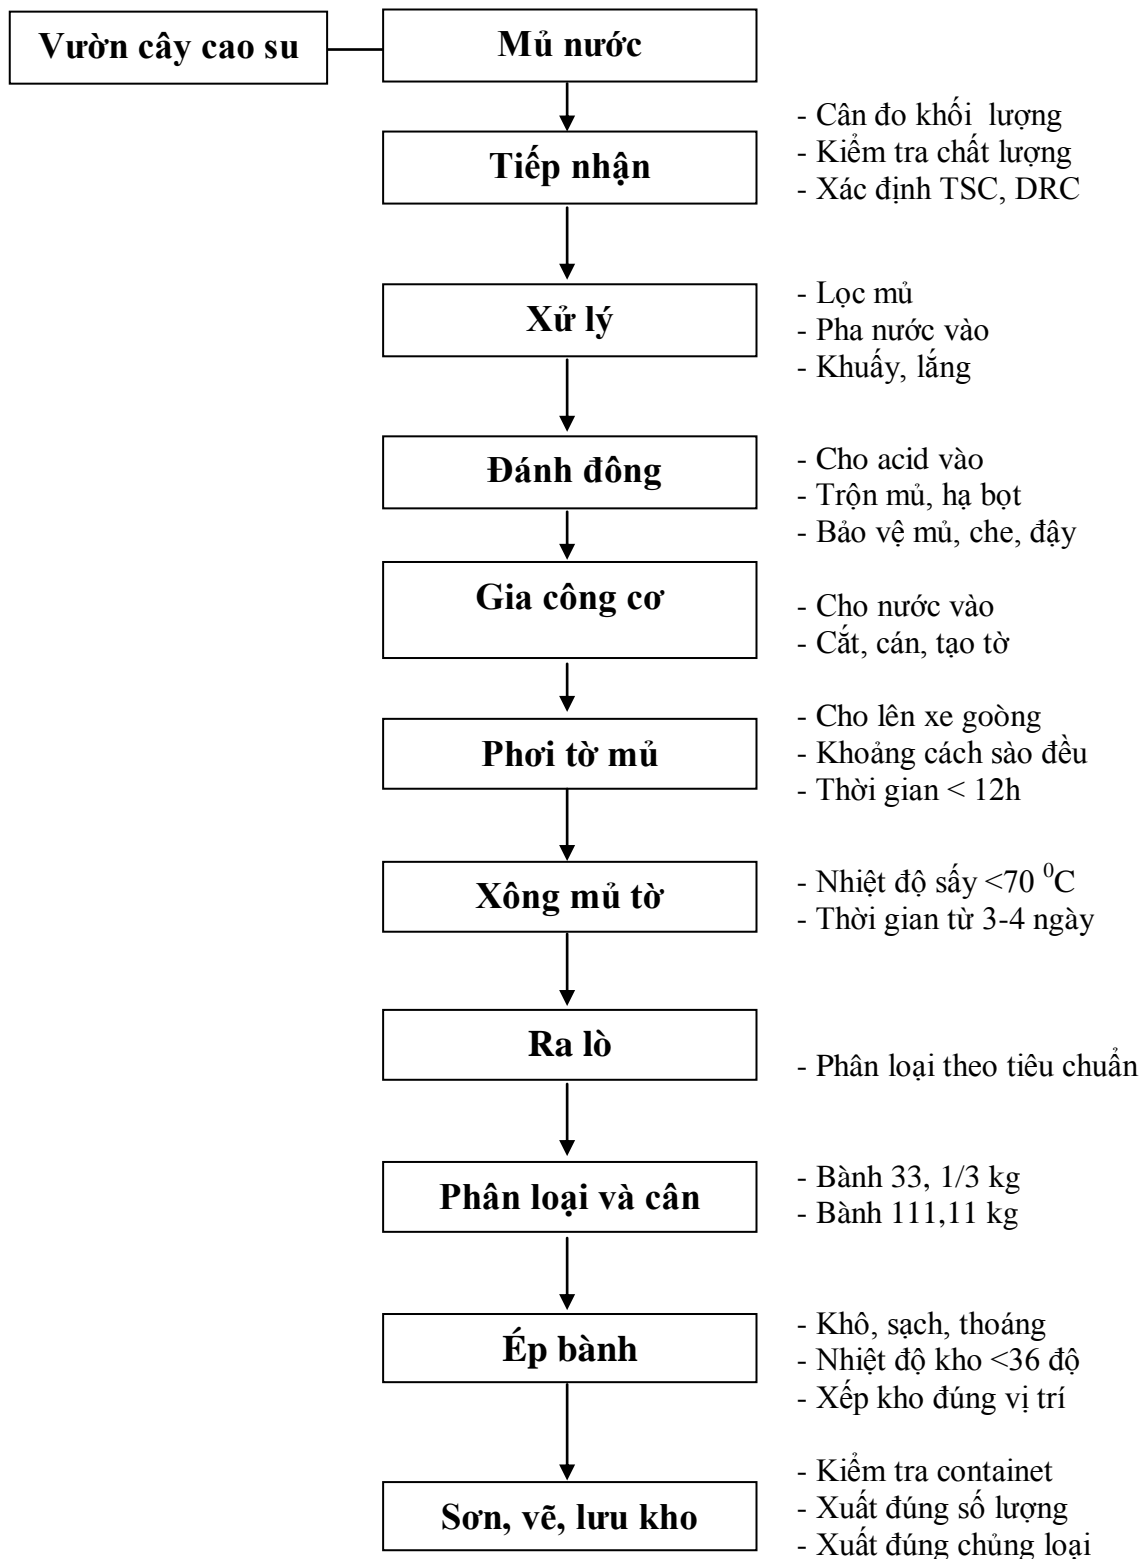 Vườn cây cao su
Mủ nước
Tiếp nhận
- Cân đo khối lượng
- Kiểm tra chất lượng
- Xác định TSC, DRC
Xử lý
- Lọc mủ
- Pha nước vào
- Khuấy, lắng
Đánh đông
- Cho acid vào
- Trộn mủ, hạ bọt
- Bảo vệ mủ, che, đậy
Gia công cơ
- Cho nước vào
- Cắt, cán, tạo tờ
Phơi tờ mủ
- Cho lên xe goòng
- Khoảng cách sào đều
- Thời gian < 12h
Xông mủ tờ
- Nhiệt độ sấy <70 ⁰C
- Thời gian từ 3-4 ngày
Ra lò
- Phân loại theo tiêu chuẩn
Phân loại và cân
- Bành 33, 1/3 kg
- Bành 111,11 kg
Ép bành
- Khô, sạch, thoáng
- Nhiệt độ kho <36 độ
- Xếp kho đúng vị trí
Sơn, vẽ, lưu kho
- Kiểm tra containet
- Xuất đúng số lượng
- Xuất đúng chủng loại